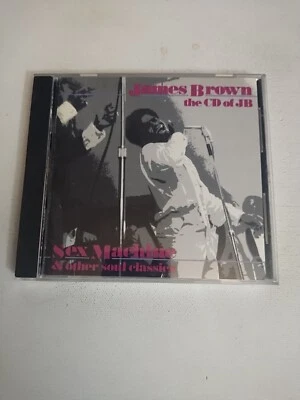 James Brown
the CD of JB
Sex Machine
& other soul classics